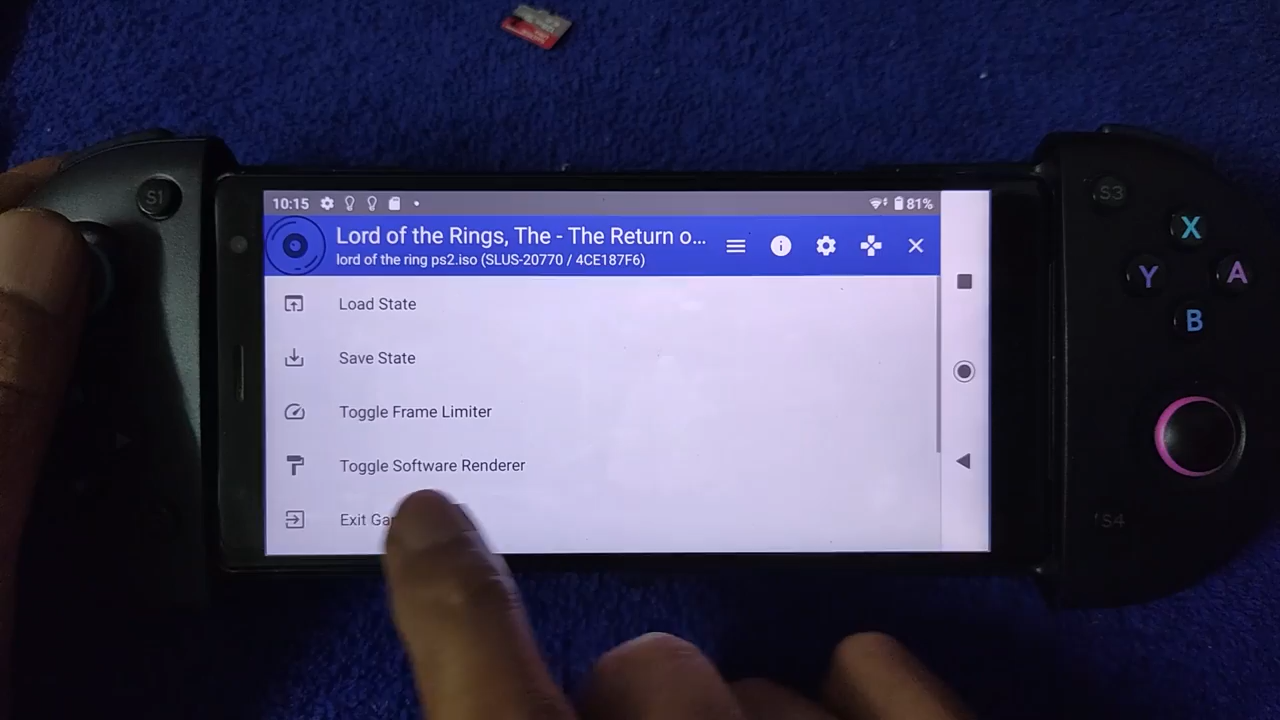 10:15
81%
Lord of the Rings, The - The Return o...
lord of the ring ps2.iso (SLUS-20770 / 4CE187F6)
Load State
Save State
Toggle Frame Limiter
Toggle Software Renderer
Exit
S1
S3
X
Y
A
B
S4